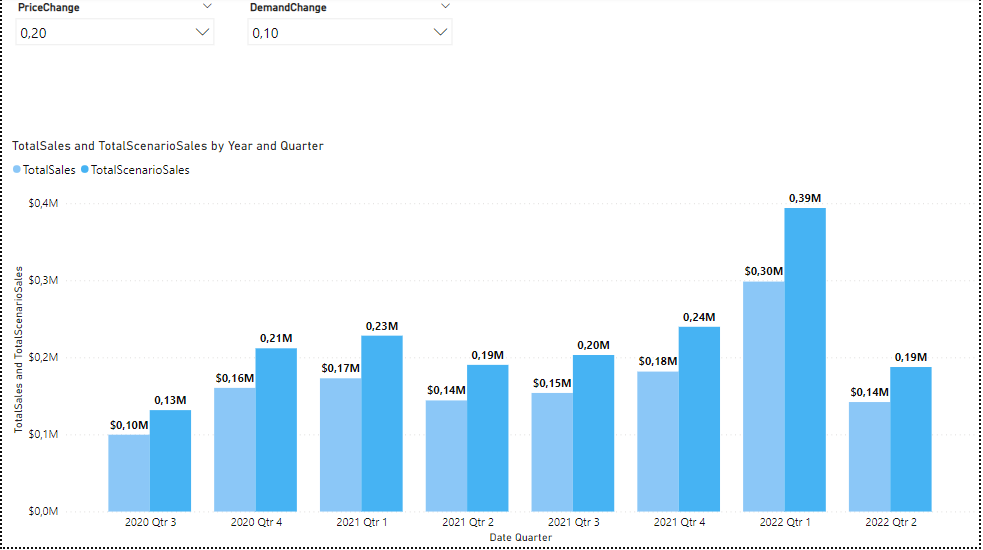 PriceChange
DemandChange
0,20
0,10
TotalSales and TotalScenarioSales by Year and Quarter
TotalSales TotalScenarioSales
TotalSales and TotalScenarioSales
$0,4M
$0,3M
$0,2M
$0,1M
$0,0M
$0,10M
0,13M
$0,16M
0,21M
$0,17M
0,23M
$0,14M
0,19M
$0,15M
0,20M
$0,18M
0,24M
$0,30M
0,39M
$0,14M
0,19M
2020 Qtr 3
2020 Qtr 4
2021 Qtr 1
2021 Qtr 2
2021 Qtr 3
2021 Qtr 4
2022 Qtr 1
2022 Qtr 2
Date Quarter